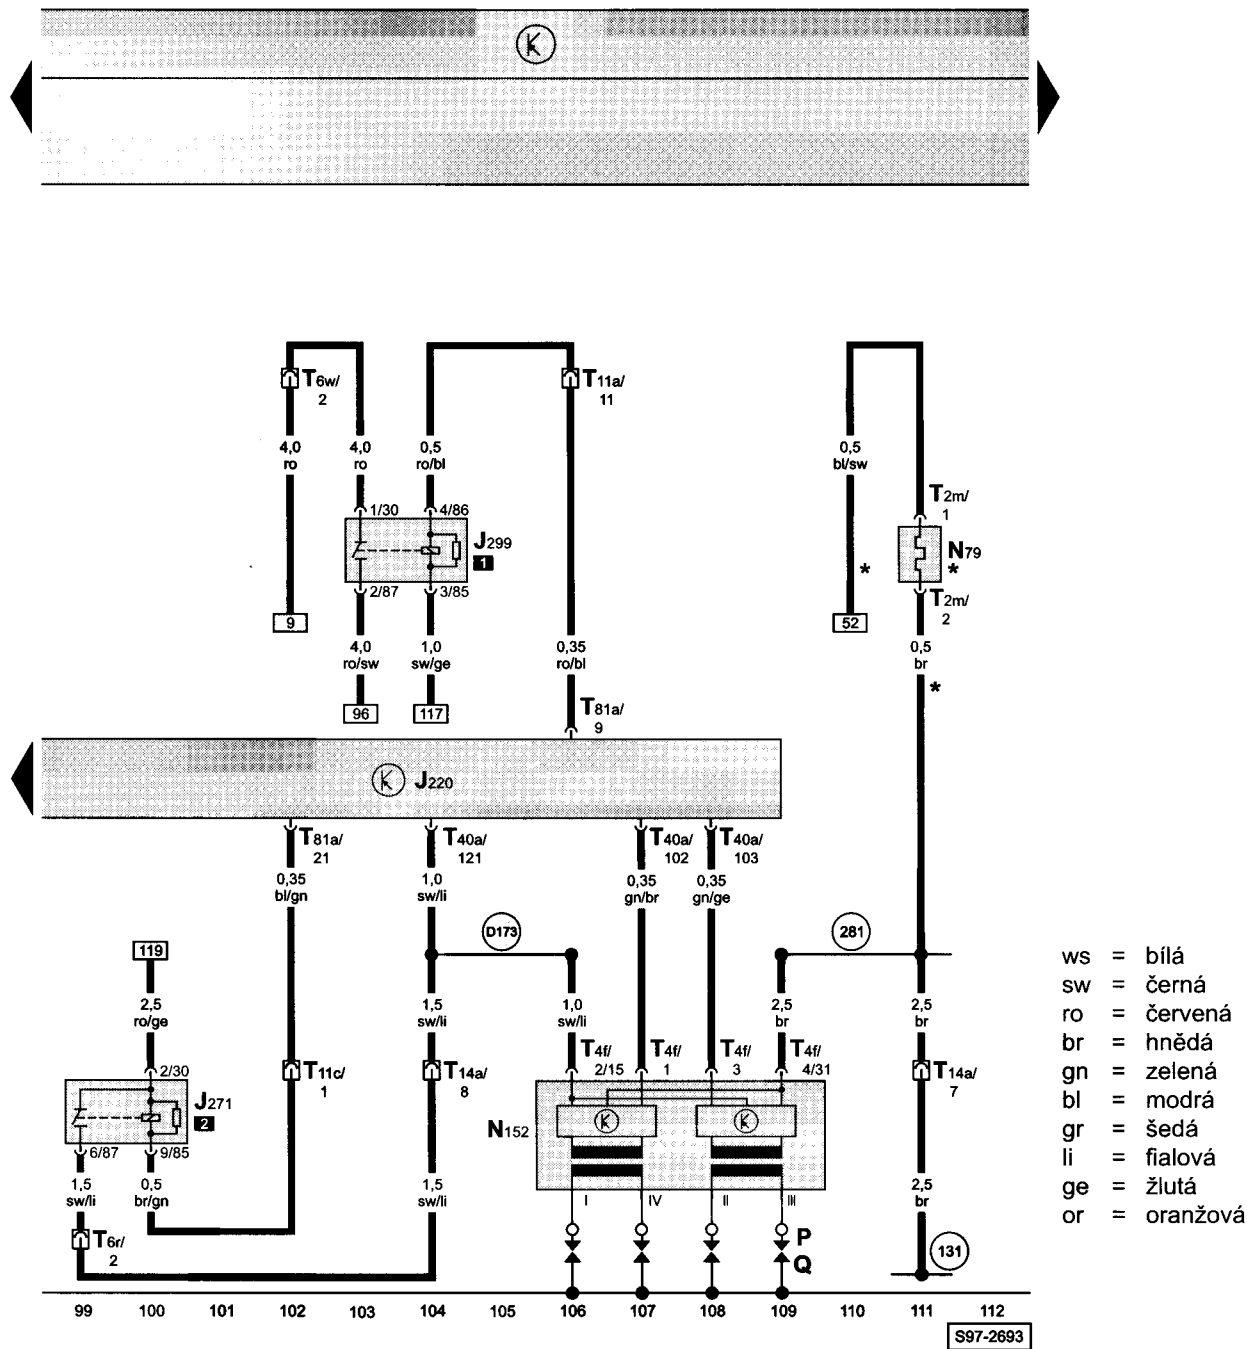 T6w/
2
T11a/
11
4,0
ro
4,0
ro
0,5
ro/bl
0,5
bl/sw
T2m/
1
1/30
4/86
J299
1
N79
*
*
2/87
3/85
T2m/
2
9
52
4,0
ro/sw
1,0
sw/ge
0,35
ro/bl
0,5
br
*
96
117
T81a/
9
J220
T81a/
21
T40a/
121
T40a/
102
T40a/
103
0,35
bl/gn
1,0
sw/li
0,35
gn/br
0,35
gn/ge
D173
281
119
2,5
ro/ge
1,5
sw/li
1,0
sw/li
2,5
br
2,5
br
T11c/
1
T14a/
8
T4f/
2/15
T4f/
1
T4f/
3
T4f/
4/31
T14a/
7
2/30
J271
2
N152
6/87
9/85
1,5
sw/li
0,5
br/gn
1,5
sw/li
I
IV
II
III
2,5
br
T6r/
2
P
Q
131
99 100 101 102 103 104 105 106 107 108 109 110 111 112
S97-2693
ws = bílá
sw = černá
ro = červená
br = hnědá
gn = zelená
bl = modrá
gr = šedá
li = fialová
ge = žlutá
or = oranžová